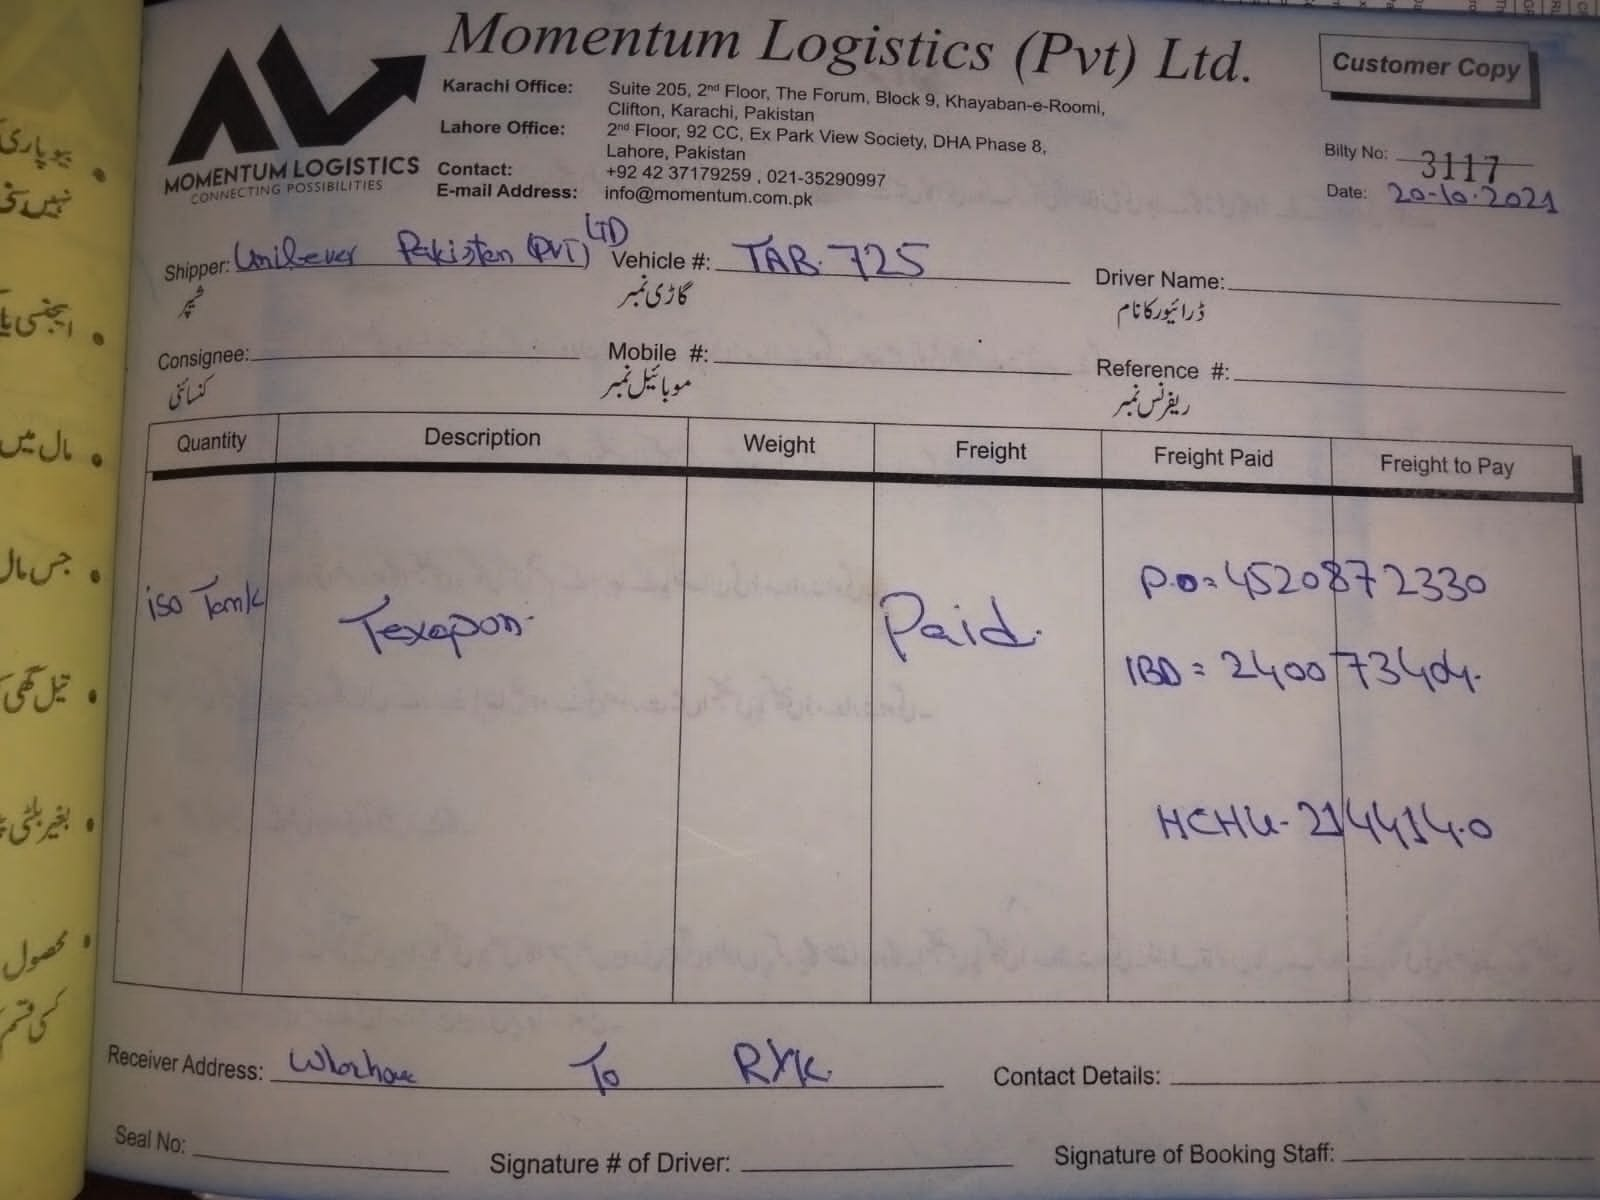 Momentum Logistics (Pvt) Ltd.
Customer Copy
MOMENTUM LOGISTICS
CONNECTING POSSIBILITIES
Karachi Office: Suite 205, 2nd Floor, The Forum, Block 9, Khayaban-e-Roomi,
Clifton, Karachi, Pakistan
Lahore Office: 2nd Floor, 92 CC, Ex Park View Society, DHA Phase 8,
Lahore, Pakistan
Contact: +92 42 37179259 , 021-35290997
E-mail Address: info@momentum.com.pk
Bilty No: 3117
Date: 20-10-2021
Shipper: Unilever Pakistan (PVT) LTD Vehicle #: TAB-725 Driver Name:
شپر گاڑی نمبر ڈرائیور کا نام
Consignee: Mobile #: Reference #:
کنسائنی موبائیل نمبر ریفرنس نمبر
Quantity Description Weight Freight Freight Paid Freight to Pay
iso Tank Texapon Paid. P.O = 4520872330
IBD = 240073404.
HCHU- 2144414.0
Receiver Address: To RYK Contact Details:
Seal No: Signature # of Driver: Signature of Booking Staff:
بیوپاری
نہیں
مال میں
جس مال
تیل گھی
بغیر بلٹی
محصول
کسی قسم